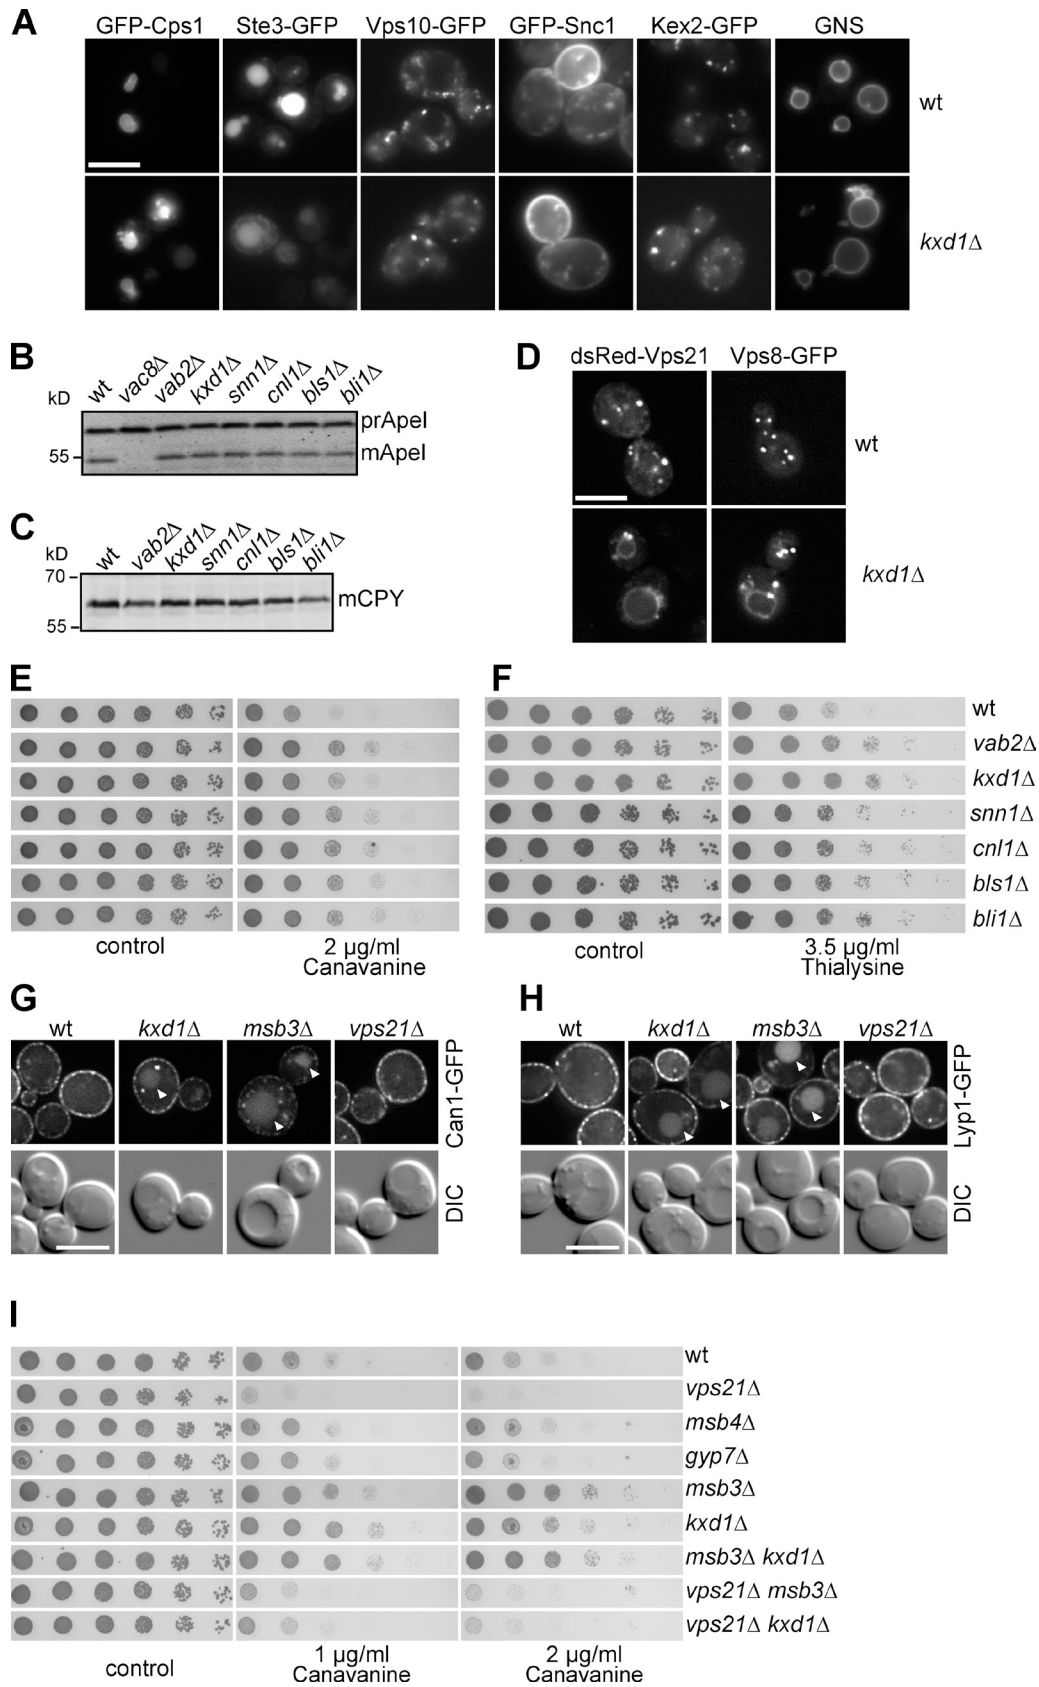 A
GFP-Cps1 Ste3-GFP Vps10-GFP GFP-Snc1 Kex2-GFP GNS
wt
kxd1Δ
B
kD wt vac8Δ vab2Δ kxd1Δ snn1Δ cnl1Δ bls1Δ bli1Δ
prApeI
55 mApeI
C
kD wt vab2Δ kxd1Δ snn1Δ cnl1Δ bls1Δ bli1Δ
70
mCPY
55
D
dsRed-Vps21 Vps8-GFP
wt
kxd1Δ
E
control
2 µg/ml
Canavanine
F
wt
vab2Δ
kxd1Δ
snn1Δ
cnl1Δ
bls1Δ
bli1Δ
control
3.5 µg/ml
Thialysine
G
wt kxd1Δ msb3Δ vps21Δ
Can1-GFP
DIC
H
wt kxd1Δ msb3Δ vps21Δ
Lyp1-GFP
DIC
I
wt
vps21Δ
msb4Δ
gyp7Δ
msb3Δ
kxd1Δ
msb3Δ kxd1Δ
vps21Δ msb3Δ
vps21Δ kxd1Δ
control
1 µg/ml
Canavanine
2 µg/ml
Canavanine